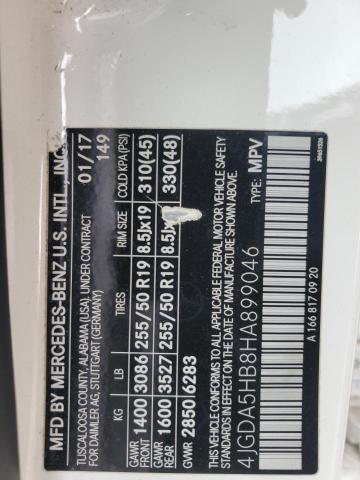 MFD BY MERCEDES-BENZ U.S. INTL., INC.
TUSCALOOSA COUNTY, ALABAMA (USA), UNDER CONTRACT
FOR DAIMLER AG, STUTTGART (GERMANY)
01/17
149
KG LB TIRES RIM SIZE COLD KPA (PSI)
GAWR FRONT 1400 3086 255/50 R19 8.5Jx19 310(45)
GAWR REAR 1600 3527 255/50 R19 8.5Jx19 330(48)
GVWR 2850 6283
THIS VEHICLE CONFORMS TO ALL APPLICABLE FEDERAL MOTOR VEHICLE SAFETY
STANDARDS IN EFFECT ON THE DATE OF MANUFACTURE SHOWN ABOVE.
4JGDA5HB8HA899046 TYPE: MPV
A 166 817 09 20